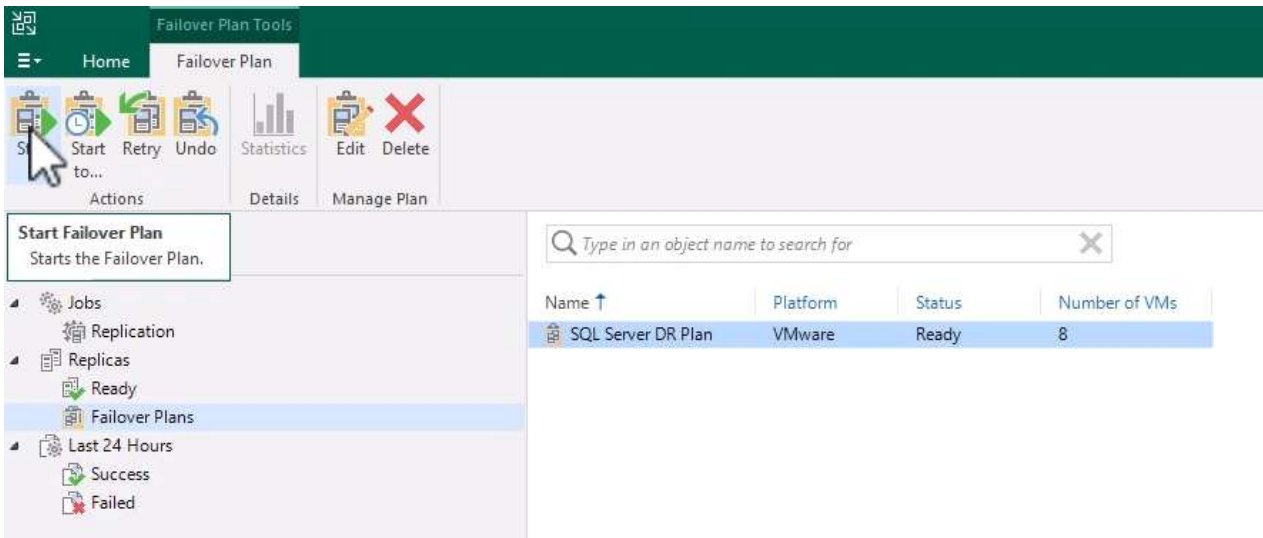 Failover Plan Tools
Home Failover Plan
Start Retry Undo Statistics Edit Delete
to...
Actions Details Manage Plan
Start Failover Plan
Starts the Failover Plan.
Type in an object name to search for
Jobs
Replication
Replicas
Ready
Failover Plans
Last 24 Hours
Success
Failed
Name Platform Status Number of VMs
SQL Server DR Plan VMware Ready 8